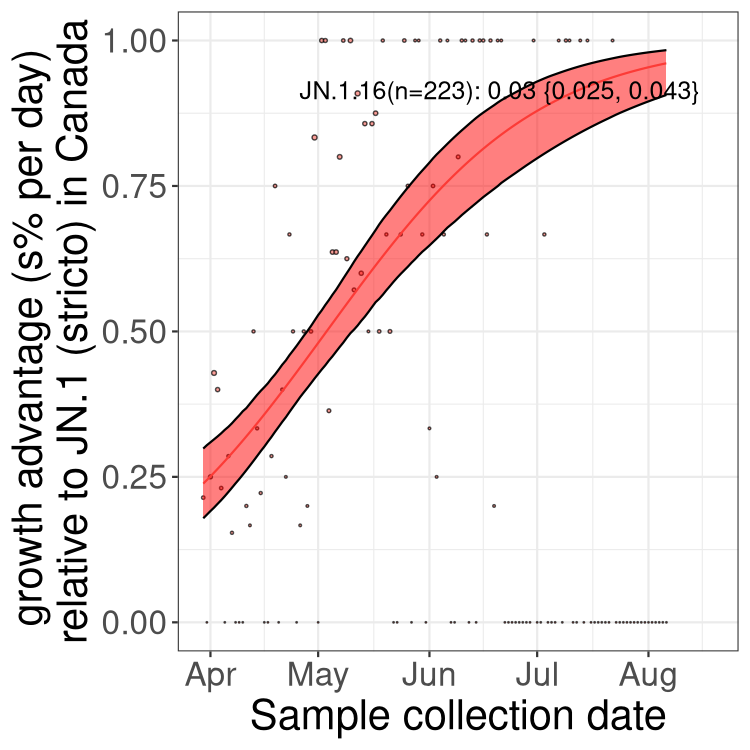 growth advantage (s% per day)
relative to JN.1 (stricto) in Canada
1.00
0.75
0.50
0.25
0.00
JN.1.16(n=223): 0.03 {0.025, 0.043}
Apr May Jun Jul Aug
Sample collection date